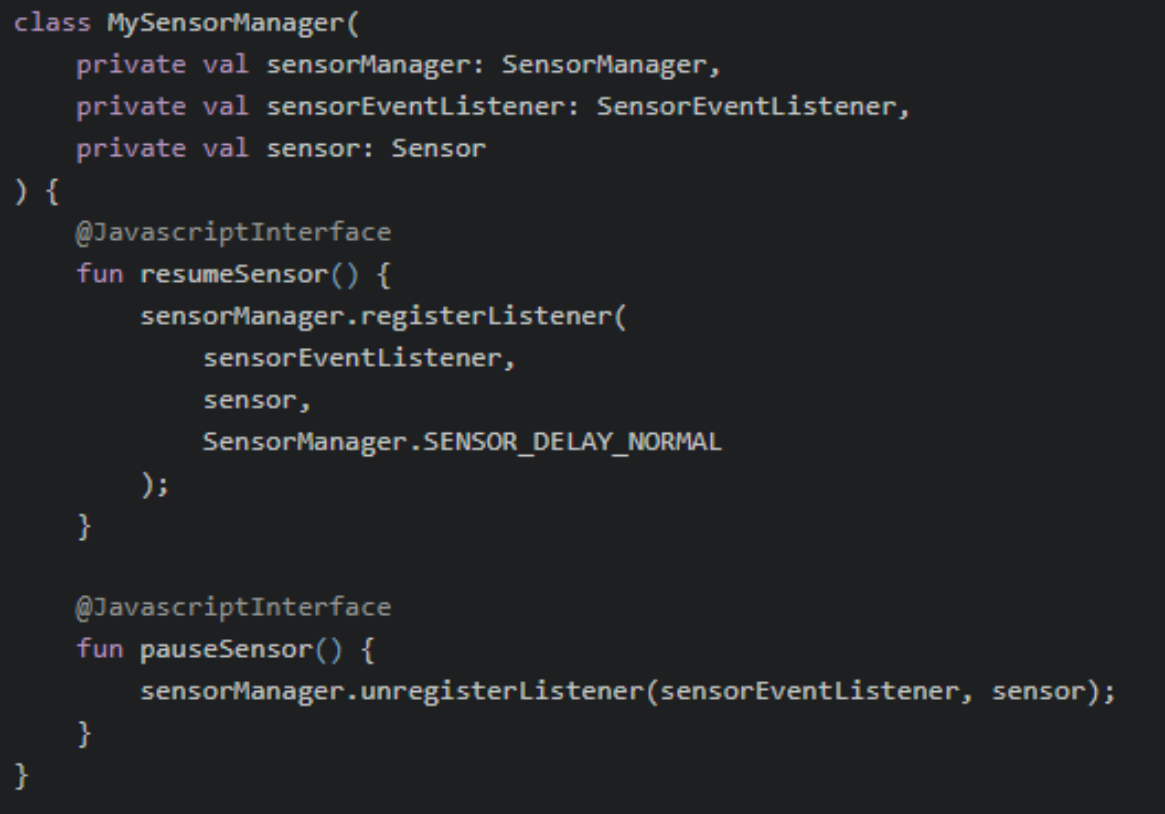 class MySensorManager(
    private val sensorManager: SensorManager,
    private val sensorEventListener: SensorEventListener,
    private val sensor: Sensor
) {
    @JavascriptInterface
    fun resumeSensor() {
        sensorManager.registerListener(
            sensorEventListener,
            sensor,
            SensorManager.SENSOR_DELAY_NORMAL
        );
    }

    @JavascriptInterface
    fun pauseSensor() {
        sensorManager.unregisterListener(sensorEventListener, sensor);
    }
}